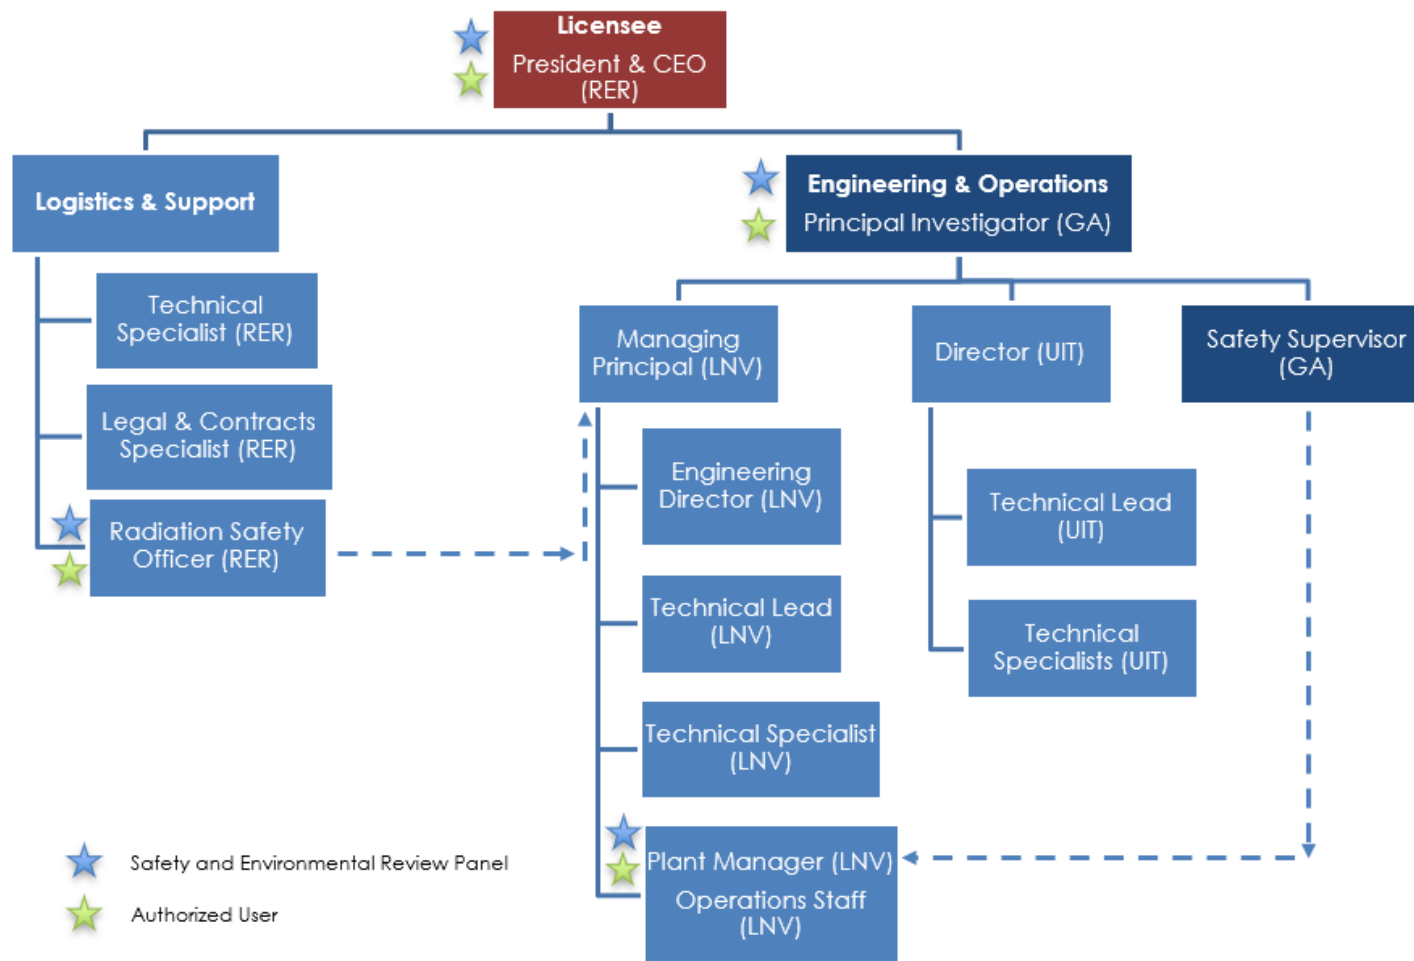 Licensee
President & CEO
(RER)
Logistics & Support
Engineering & Operations
Principal Investigator (GA)
Technical
Specialist (RER)
Legal & Contracts
Specialist (RER)
Radiation Safety
Officer (RER)
Managing
Principal (LNV)
Director (UIT)
Safety Supervisor
(GA)
Engineering
Director (LNV)
Technical Lead
(LNV)
Technical Specialist
(LNV)
Plant Manager (LNV)
Operations Staff
(LNV)
Technical Lead
(UIT)
Technical
Specialists (UIT)
Safety and Environmental Review Panel
Authorized User